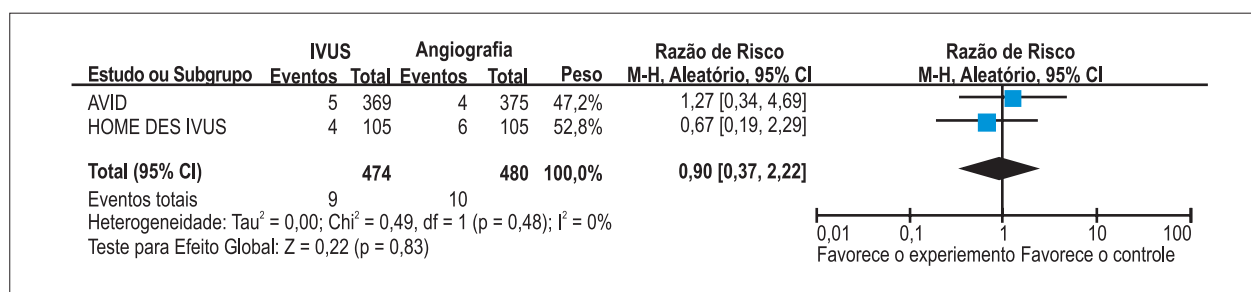 IVUS Angiografia Razão de Risco Razão de Risco
Estudo ou Subgrupo Eventos Total Eventos Total Peso M-H, Aleatório, 95% CI M-H, Aleatório, 95% CI
AVID 5 369 4 375 47,2% 1,27 [0,34, 4,69]
HOME DES IVUS 4 105 6 105 52,8% 0,67 [0,19, 2,29]
Total (95% CI) 474 480 100,0% 0,90 [0,37, 2,22]
Eventos totais 9 10
Heterogeneidade: Tau² = 0,00; Chi² = 0,49, df = 1 (p = 0,48); I² = 0%
Teste para Efeito Global: Z = 0,22 (p = 0,83)
0,01 0,1 1 10 100
Favorece o experiemento Favorece o controle